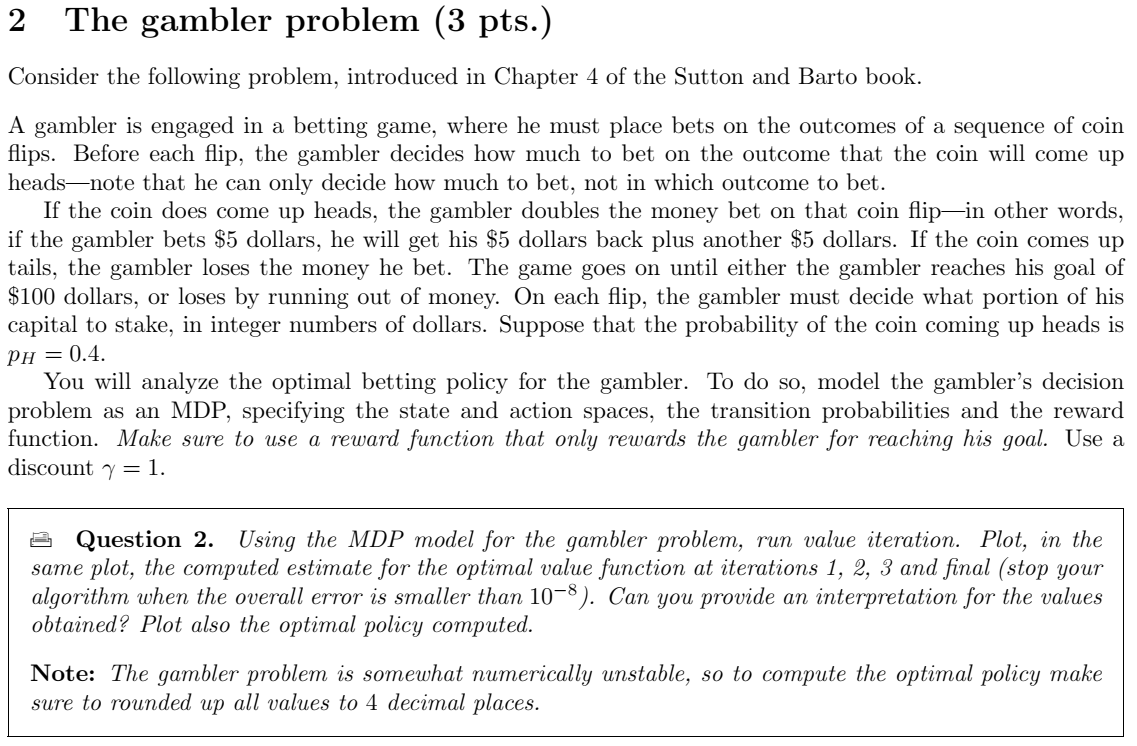 2 The gambler problem (3 pts.)
Consider the following problem, introduced in Chapter 4 of the Sutton and Barto book.
A gambler is engaged in a betting game, where he must place bets on the outcomes of a sequence of coin
flips. Before each flip, the gambler decides how much to bet on the outcome that the coin will come up
heads—note that he can only decide how much to bet, not in which outcome to bet.
If the coin does come up heads, the gambler doubles the money bet on that coin flip—in other words,
if the gambler bets $5 dollars, he will get his $5 dollars back plus another $5 dollars. If the coin comes up
tails, the gambler loses the money he bet. The game goes on until either the gambler reaches his goal of
$100 dollars, or loses by running out of money. On each flip, the gambler must decide what portion of his
capital to stake, in integer numbers of dollars. Suppose that the probability of the coin coming up heads is
p_H = 0.4.
You will analyze the optimal betting policy for the gambler. To do so, model the gambler's decision
problem as an MDP, specifying the state and action spaces, the transition probabilities and the reward
function. Make sure to use a reward function that only rewards the gambler for reaching his goal. Use a
discount γ = 1.
Question 2. Using the MDP model for the gambler problem, run value iteration. Plot, in the
same plot, the computed estimate for the optimal value function at iterations 1, 2, 3 and final (stop your
algorithm when the overall error is smaller than 10⁻⁸). Can you provide an interpretation for the values
obtained? Plot also the optimal policy computed.
Note: The gambler problem is somewhat numerically unstable, so to compute the optimal policy make
sure to rounded up all values to 4 decimal places.